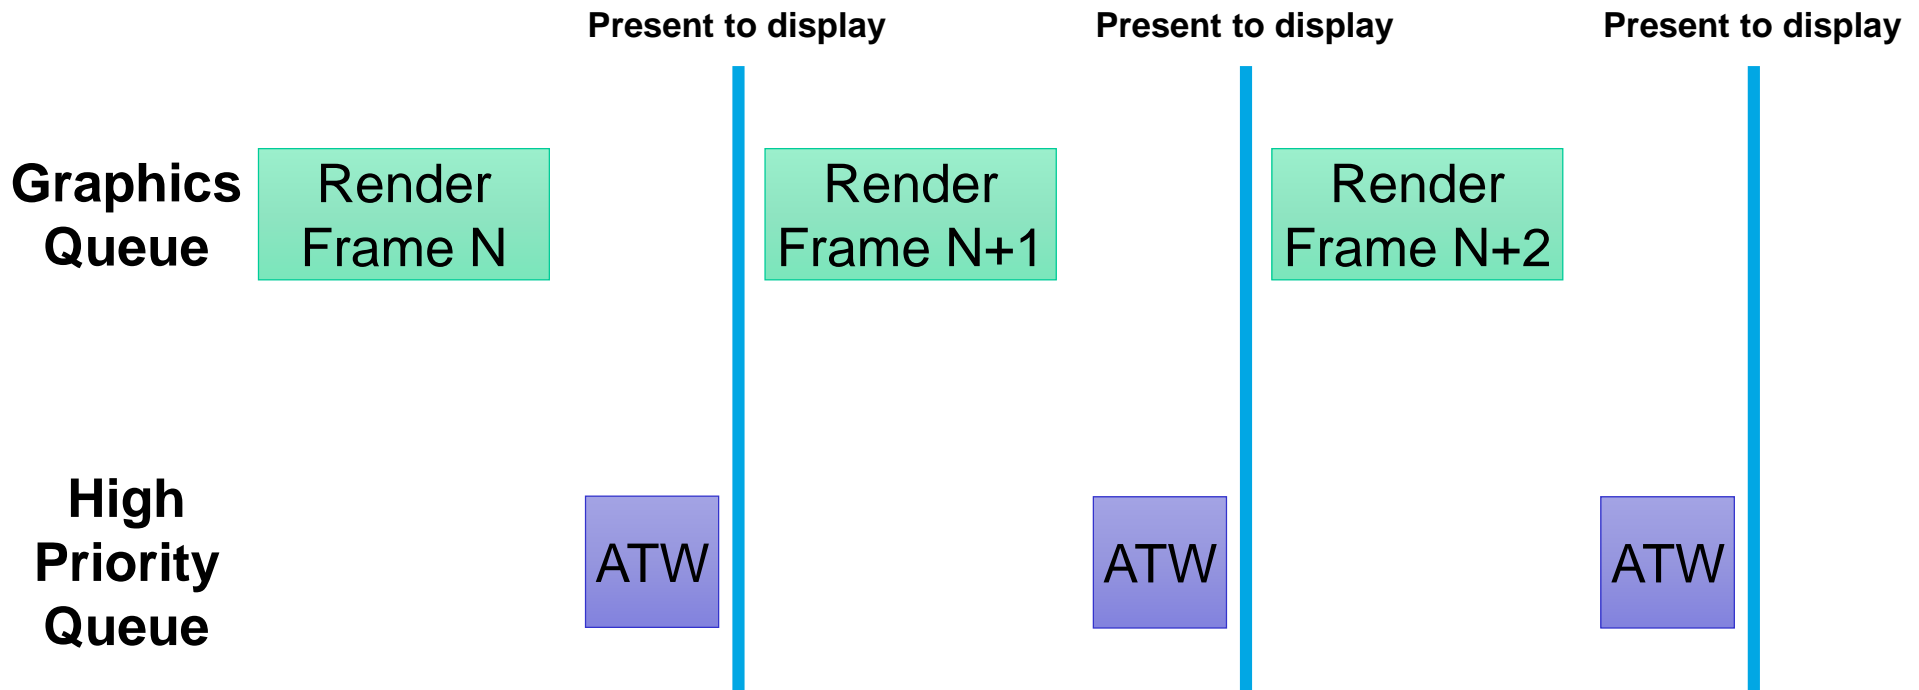 Present to display
Present to display
Present to display
Graphics
Queue
Render
Frame N
Render
Frame N+1
Render
Frame N+2
High
Priority
Queue
ATW
ATW
ATW